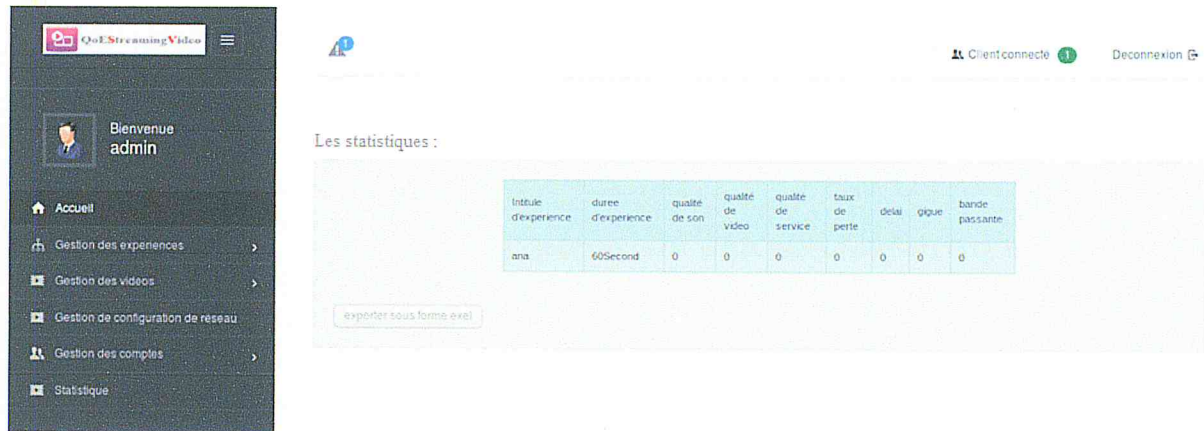 QoEStreamingVideo
1
Client connecte 1
Deconnexion
Bienvenue
admin
Accueil
Gestion des experiences
Gestion des videos
Gestion de configuration de réseau
Gestion des comptes
Statistique
Les statistiques :
Intitule d'experience duree d'experience qualité de son qualité de video qualité de service taux de perte delai gigue bande passante
ana 60Second 0 0 0 0 0 0 0
exporter sous forme exel